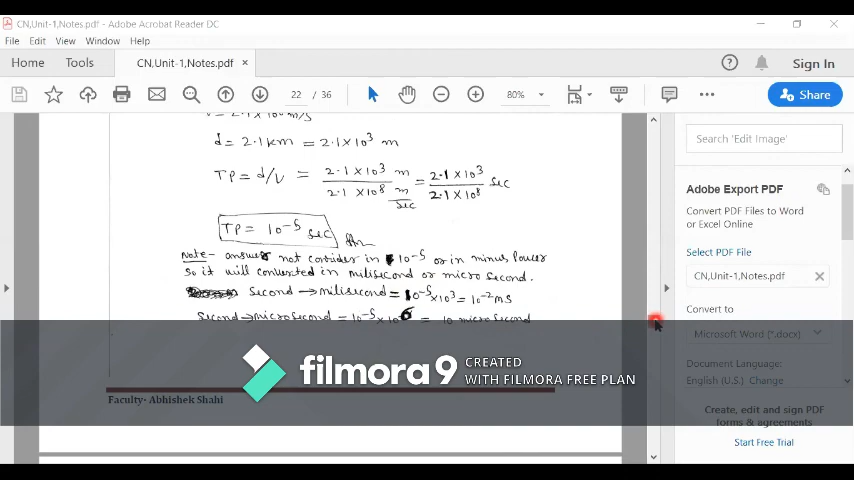 CN,Unit-1,Notes.pdf - Adobe Acrobat Reader DC
File Edit View Window Help
Home Tools CN,Unit-1,Notes.pdf × Sign In
22 / 36 80% Share
d = 2.1 km = 2.1×10³ m
TP = d/v = 2.1×10³ m / 2.1×10⁸ m/sec = 2.1×10³ / 2.1×10⁸ sec
TP = 10⁻⁵ sec Ans
Note- answer not consider in 10⁻⁵ or in minus power
so it will converted in milisecond or micro second.
second → milisecond = 10⁻⁵×10³ = 10⁻² ms
second → microsecond = 10⁻⁵×10⁶ = 10 microsecond
Faculty- Abhishek Shahi
filmora 9 CREATED
WITH FILMORA FREE PLAN
Search 'Edit Image'
Adobe Export PDF
Convert PDF Files to Word
or Excel Online
Select PDF File
CN,Unit-1,Notes.pdf
Convert to
Microsoft Word (*.docx)
Document Language:
English (U.S.) Change
Create, edit and sign PDF
forms & agreements
Start Free Trial